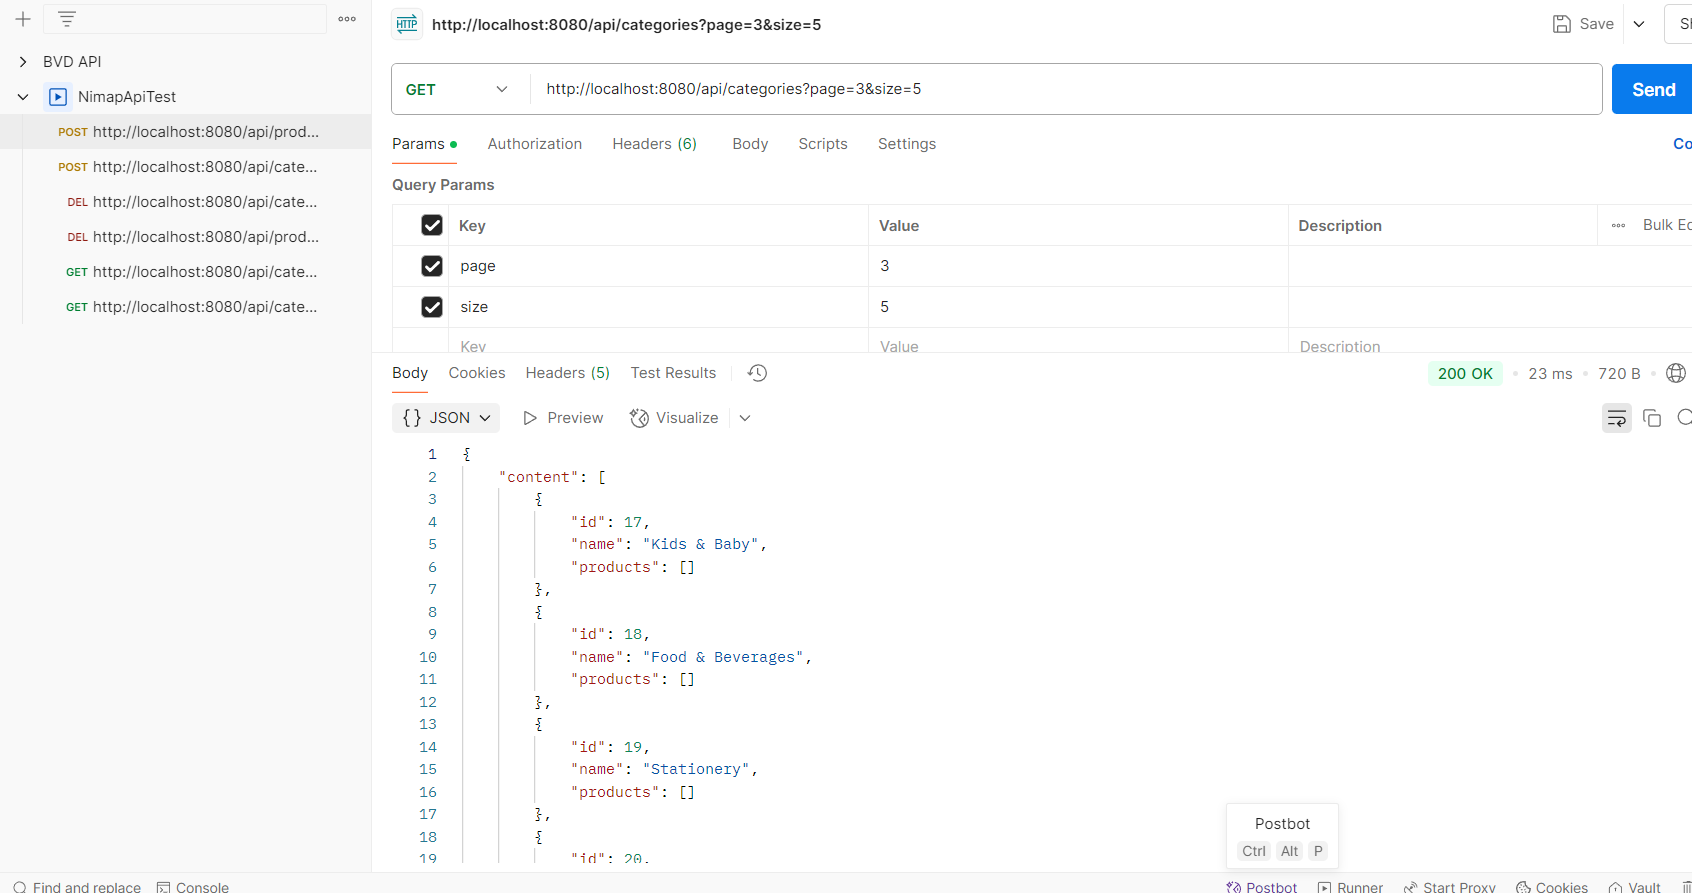 http://localhost:8080/api/categories?page=3&size=5
Save
BVD API
NimapApiTest
POST http://localhost:8080/api/prod...
POST http://localhost:8080/api/cate...
DEL http://localhost:8080/api/cate...
DEL http://localhost:8080/api/prod...
GET http://localhost:8080/api/cate...
GET http://localhost:8080/api/cate...
GET http://localhost:8080/api/categories?page=3&size=5 Send
Params Authorization Headers (6) Body Scripts Settings
Query Params
Key Value Description
page 3
size 5
Key Value Description
Body Cookies Headers (5) Test Results 200 OK 23 ms 720 B
{} JSON Preview Visualize
1 {
2 "content": [
3 {
4 "id": 17,
5 "name": "Kids & Baby",
6 "products": []
7 },
8 {
9 "id": 18,
10 "name": "Food & Beverages",
11 "products": []
12 },
13 {
14 "id": 19,
15 "name": "Stationery",
16 "products": []
17 },
18 {
19 "id": 20,
Postbot
Ctrl Alt P
Find and replace Console Postbot Runner Start Proxy Cookies Vault